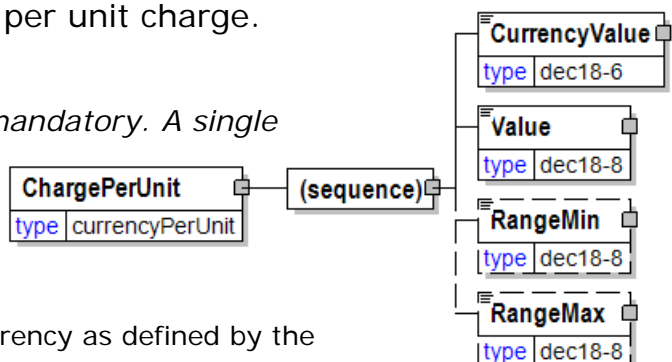 per unit charge.
CurrencyValue
type dec18-6
mandatory. A single
Value
type dec18-8
ChargePerUnit
type currencyPerUnit
(sequence)
RangeMin
type dec18-8
RangeMax
type dec18-8
rrency as defined by the